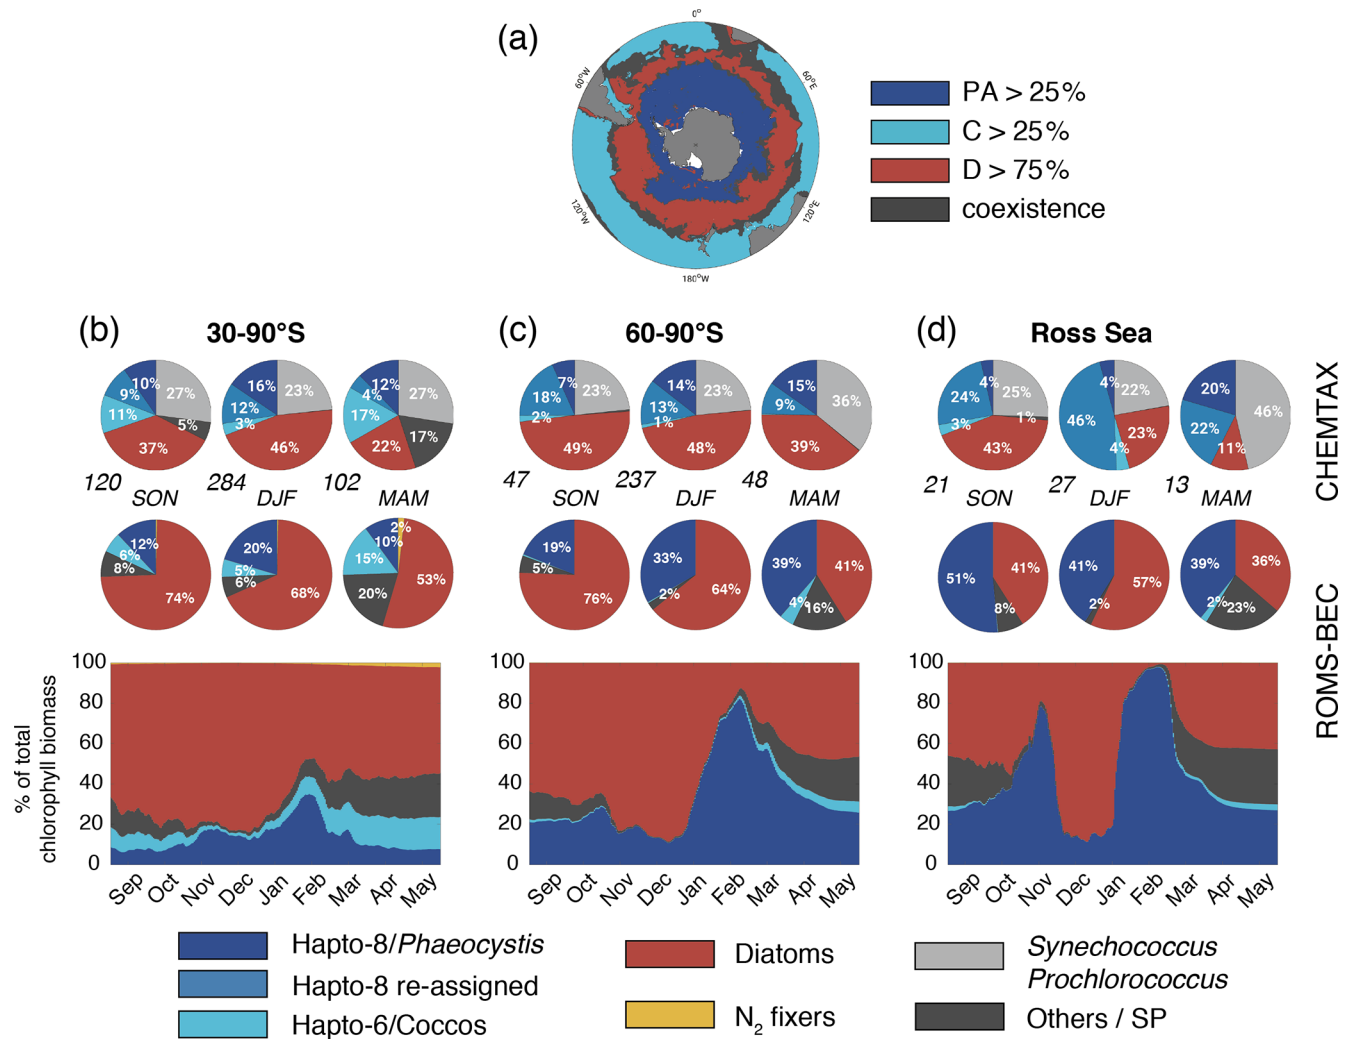 (a)
0°
60°W
60°E
120°W
120°E
180°W
PA > 25%
C > 25%
D > 75%
coexistence
(b) 30-90°S
(c) 60-90°S
(d) Ross Sea
10% 27% 9% 11% 5% 37%
16% 23% 12% 3% 46%
12% 27% 4% 17% 17% 22%
7% 23% 18% 2% 49%
14% 23% 13% 1% 48%
15% 36% 9% 39%
4% 25% 24% 3% 1% 43%
4% 22% 46% 23% 4%
20% 46% 22% 11%
CHEMTAX
120 SON 284 DJF 102 MAM
47 SON 237 DJF 48 MAM
21 SON 27 DJF 13 MAM
12% 6% 8% 74%
20% 5% 6% 68%
2% 10% 15% 53% 20%
19% 5% 76%
33% 2% 64%
39% 41% 4% 16%
51% 41% 8%
41% 57% 2%
39% 36% 2% 23%
ROMS-BEC
% of total
chlorophyll biomass
100
80
60
40
20
0
Sep Oct Nov Dec Jan Feb Mar Apr May
100
80
60
40
20
0
Sep Oct Nov Dec Jan Feb Mar Apr May
100
80
60
40
20
0
Sep Oct Nov Dec Jan Feb Mar Apr May
Hapto-8/Phaeocystis
Hapto-8 re-assigned
Hapto-6/Coccos
Diatoms
N2 fixers
Synechococcus
Prochlorococcus
Others / SP